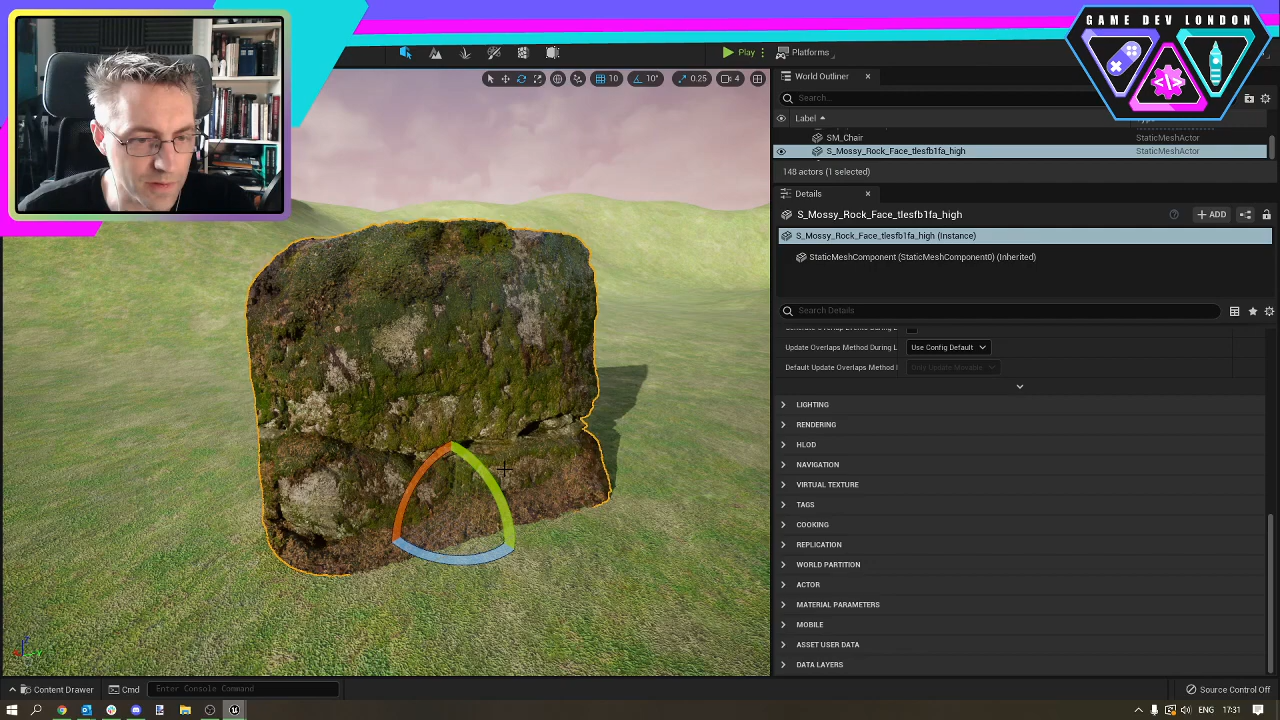 GAME DEV LONDON
Play
Platforms
10
10°
0.25
4
World Outliner
Search...
Label
SM_Chair
StaticMeshActor
S_Mossy_Rock_Face_tlesfb1fa_high
StaticMeshActor
148 actors (1 selected)
Details
S_Mossy_Rock_Face_tlesfb1fa_high
ADD
S_Mossy_Rock_Face_tlesfb1fa_high (Instance)
StaticMeshComponent (StaticMeshComponent0) (Inherited)
Search Details
Update Overlaps Method During L
Use Config Default
Default Update Overlaps Method I
Only Update Movable
LIGHTING
RENDERING
HLOD
NAVIGATION
VIRTUAL TEXTURE
TAGS
COOKING
REPLICATION
WORLD PARTITION
ACTOR
MATERIAL PARAMETERS
MOBILE
ASSET USER DATA
DATA LAYERS
Content Drawer
Cmd
Enter Console Command
Source Control Off
ENG
17:31